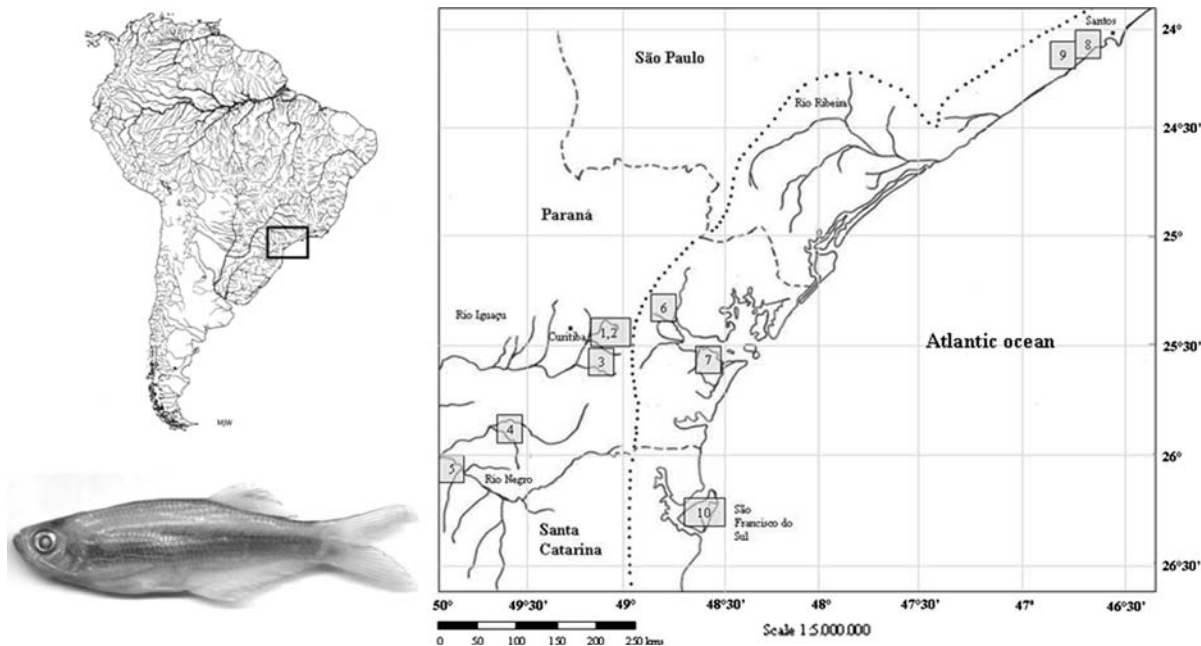 MJW
São Paulo
Santos
8
9
Rio Ribeira
Paraná
Rio Iguaçu
Curitiba
1,2
3
6
7
Atlantic ocean
4
5
Rio Negro
Santa
Catarina
10
São
Francisco do
Sul
24°
24°30'
25°
25°30'
26°
26°30'
50°
49°30'
49°
48°30'
48°
47°30'
47°
46°30'
0 50 100 150 200 250 kms
Scale 1:5.000.000